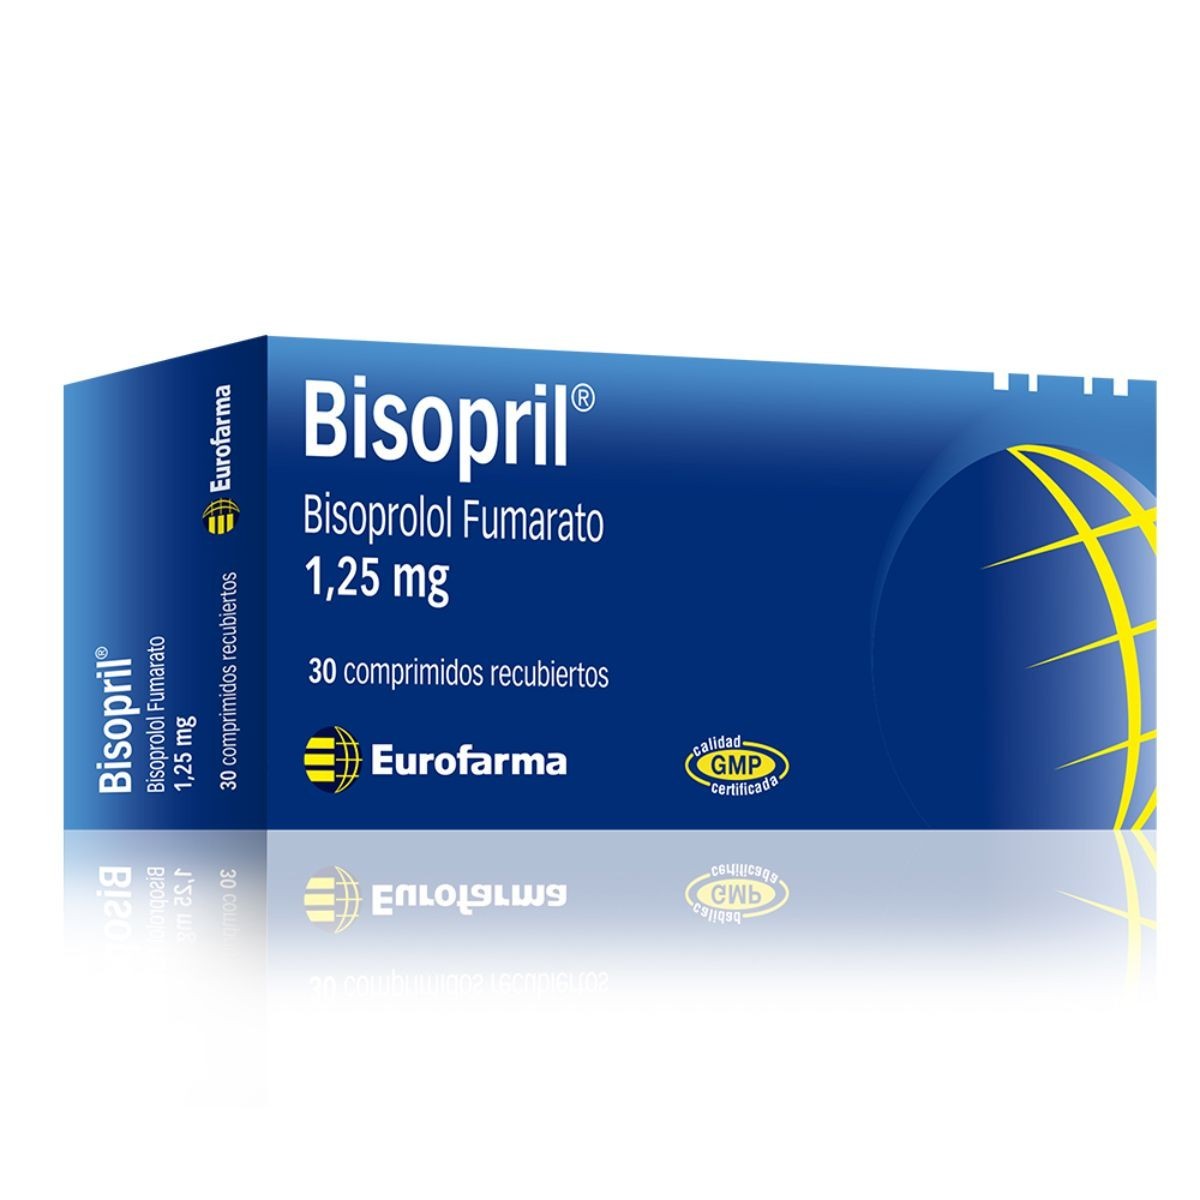 Bisopril®
Bisoprolol Fumarato
1,25 mg
30 comprimidos recubiertos
Eurofarma
calidad
GMP
certificada
Bisopril®
Bisoprolol Fumarato
1,25 mg
30 comprimidos recubiertos
Eurofarma